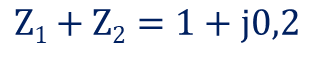 Z₁ + Z₂ = 1 + j0,2